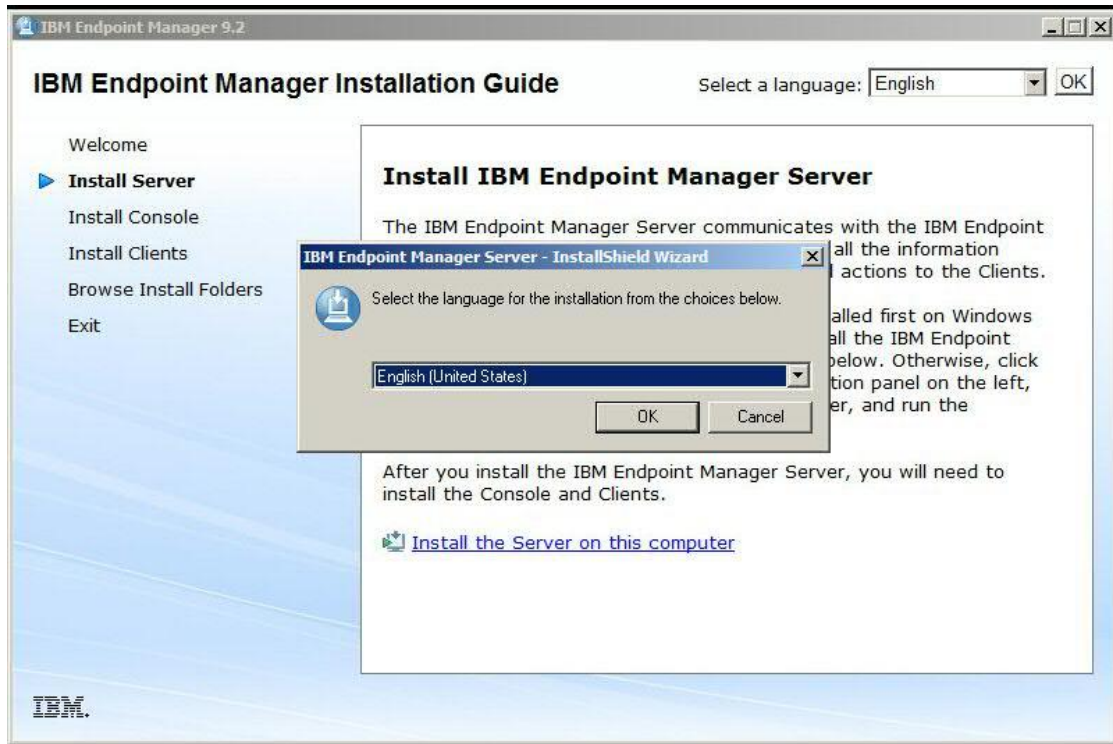 IBM Endpoint Manager 9.2
IBM Endpoint Manager Installation Guide
Select a language: English OK
Welcome
Install Server
Install Console
Install Clients
Browse Install Folders
Exit
Install IBM Endpoint Manager Server
The IBM Endpoint Manager Server communicates with the IBM Endpoint
all the information
actions to the Clients.
alled first on Windows
all the IBM Endpoint
below. Otherwise, click
tion panel on the left,
er, and run the
IBM Endpoint Manager Server - InstallShield Wizard
Select the language for the installation from the choices below.
English (United States)
OK Cancel
After you install the IBM Endpoint Manager Server, you will need to
install the Console and Clients.
Install the Server on this computer
IBM.